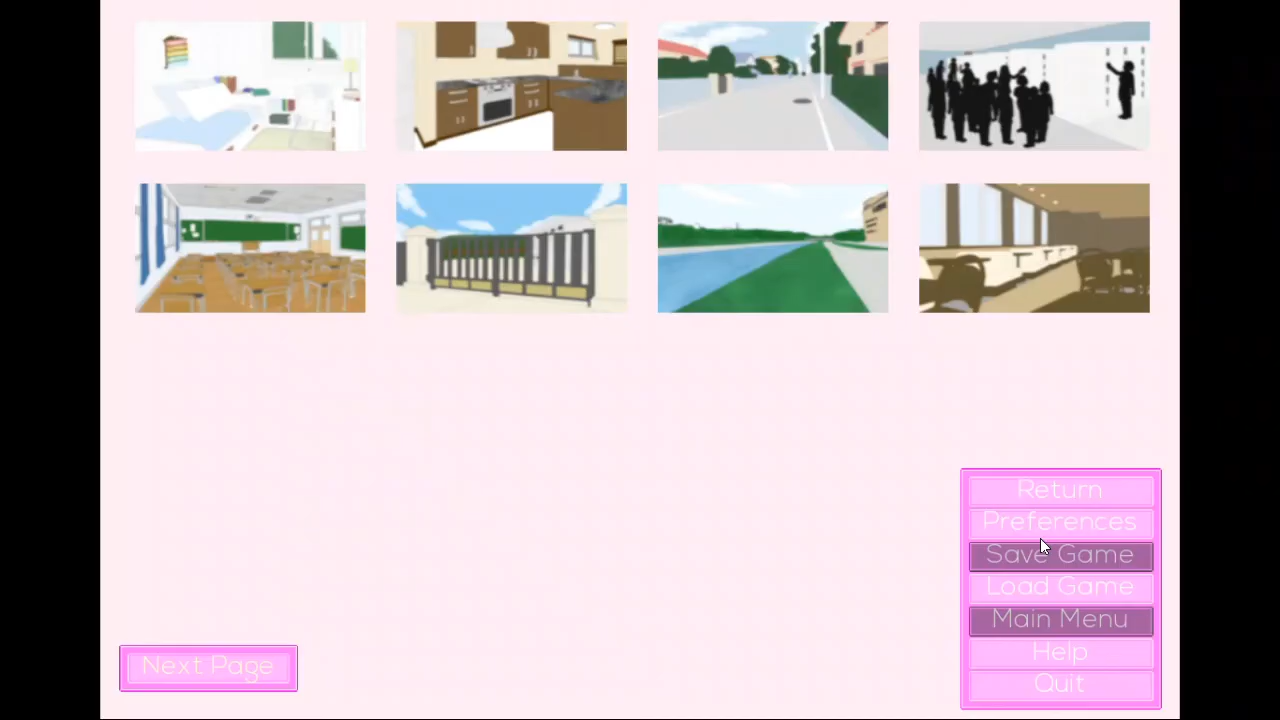 Return
Preferences
Save Game
Load Game
Main Menu
Help
Quit
Next Page